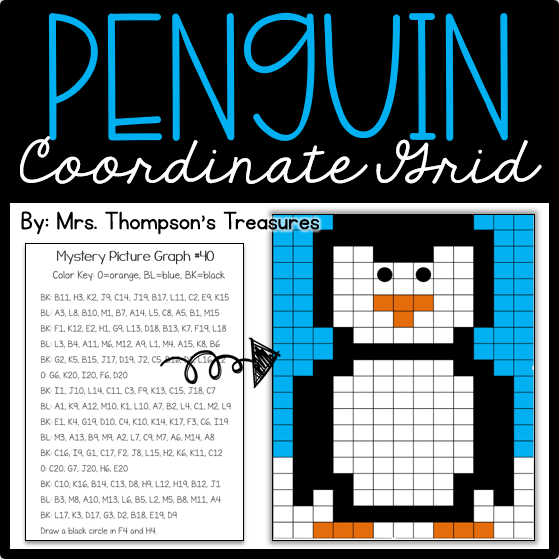 PENGUIN
Coordinate Grid
By: Mrs. Thompson's Treasures
Mystery Picture Graph #40
Color Key: O=orange, BL=blue, BK=black
BK: B11, H3, K2, J9, C14, J19, B17, L11, C2, E9, K15
BL: A3, L8, B10, M1, B7, A14, L5, C8, A5, B1, M15
BK: F1, K12, E2, H1, G9, L13, D18, B13, K7, F19, L18
BL: L3, B4, A11, M6, M12, A9, L1, M4, A15, K8, B6
BK: G2, K5, B15, J17, D19, J2, C5,
O: G6, K20, I20, F6, D20
BK: I1, J10, L14, C11, C3, F9, K13, C15, J18, C7
BL: A1, K9, A12, M10, K1, L10, A7, B2, L4, C1, M2, L9
BK: E1, K4, G19, D10, C4, K10, K14, K17, F3, C6, I19
BL: M3, A13, B9, M9, A2, L7, C9, M7, A6, M14, A8
BK: C16, I9, G1, C17, F2, J8, L15, H2, K6, K11, C12
O: C20, G7, J20, H6, E20
BK: C10, K16, B14, C13, D8, H9, L12, H19, B12, J1
BL: B3, M8, A10, M13, L6, B5, L2, M5, B8, M11, A4
BK: L17, K3, D17, G3, D2, B18, E19, D9
Draw a black circle in F4 and H4.